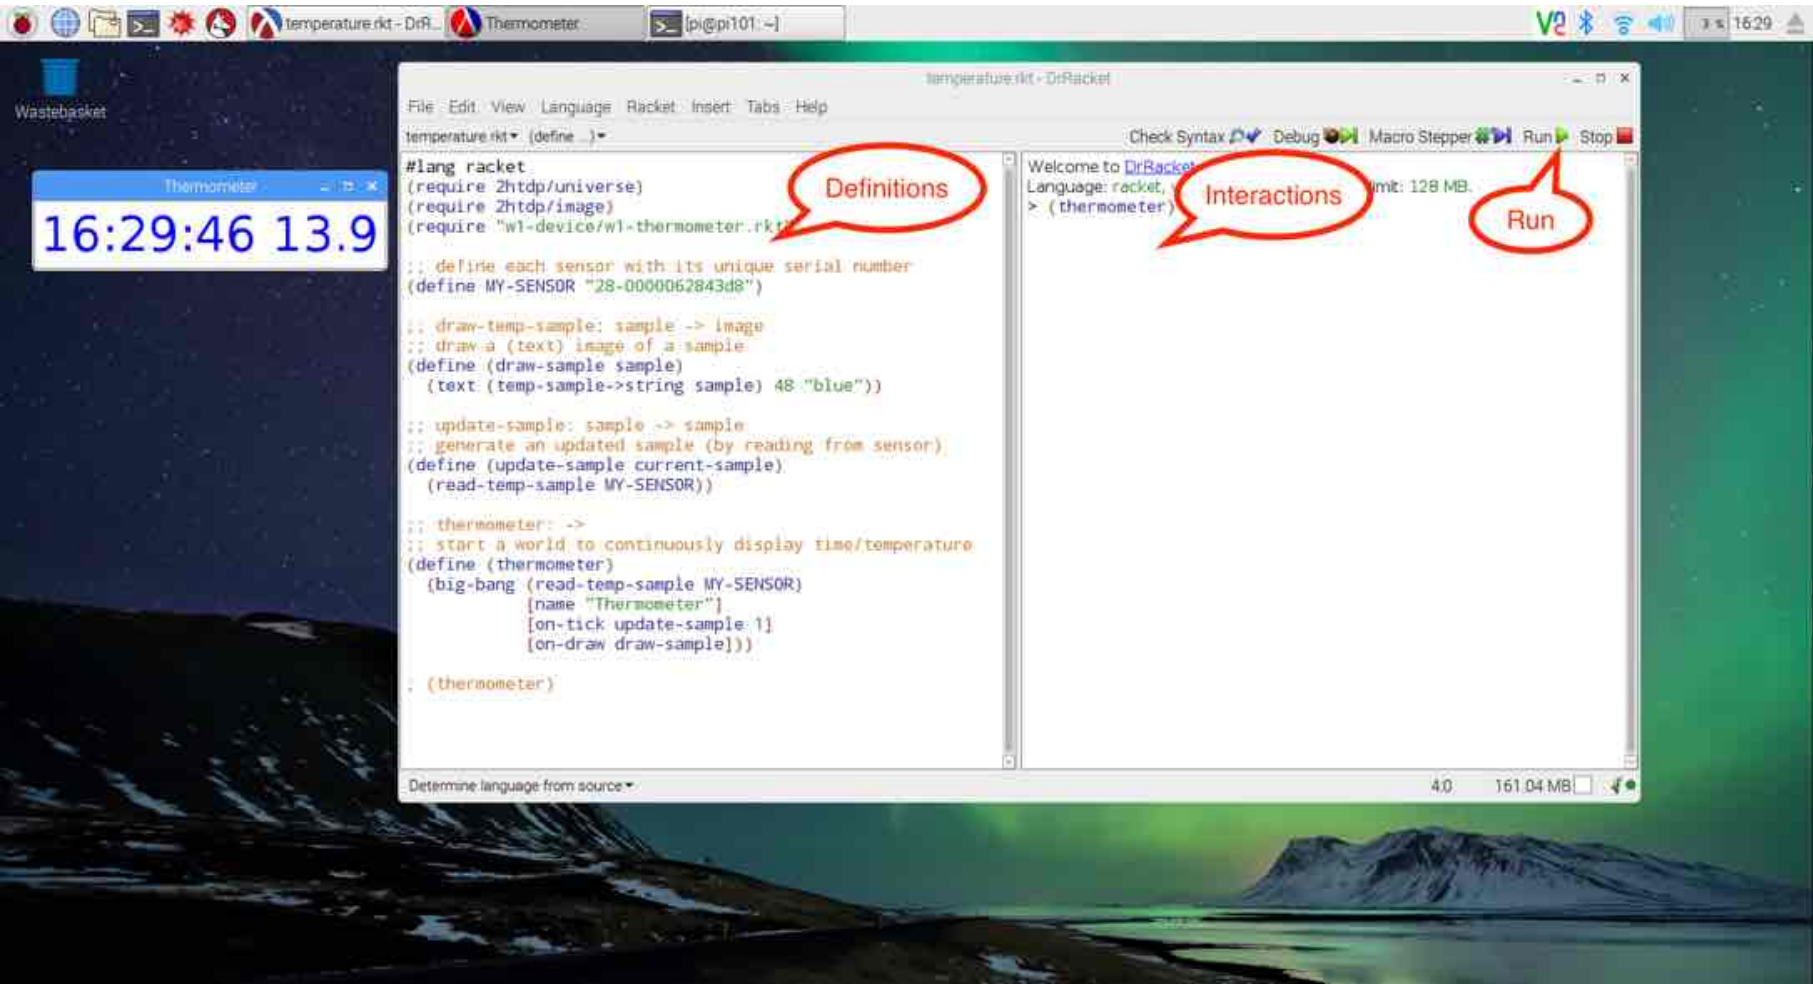 temperature.rkt - DrR...
Thermometer
[pi@pi101: ~]
V2
3 %
16:29
Wastebasket
Thermometer
16:29:46 13.9
temperature.rkt - DrRacket
File Edit View Language Racket Insert Tabs Help
temperature.rkt (define ...)
Check Syntax Debug Macro Stepper Run Stop
#lang racket
(require 2htdp/universe)
(require 2htdp/image)
(require "w1-device/w1-thermometer.rkt"
;; define each sensor with its unique serial number
(define MY-SENSOR "28-0000062843d8")
;; draw-temp-sample: sample -> image
;; draw a (text) image of a sample
(define (draw-sample sample)
(text (temp-sample->string sample) 48 "blue"))
;; update-sample: sample -> sample
;; generate an updated sample (by reading from sensor)
(define (update-sample current-sample)
(read-temp-sample MY-SENSOR))
;; thermometer: ->
;; start a world to continuously display time/temperature
(define (thermometer)
(big-bang (read-temp-sample MY-SENSOR)
[name "Thermometer"]
[on-tick update-sample 1]
[on-draw draw-sample]))
; (thermometer)
Definitions
Welcome to DrRacket
Language: racket, limit: 128 MB.
> (thermometer)
Interactions
Run
Determine language from source
4:0
161.04 MB